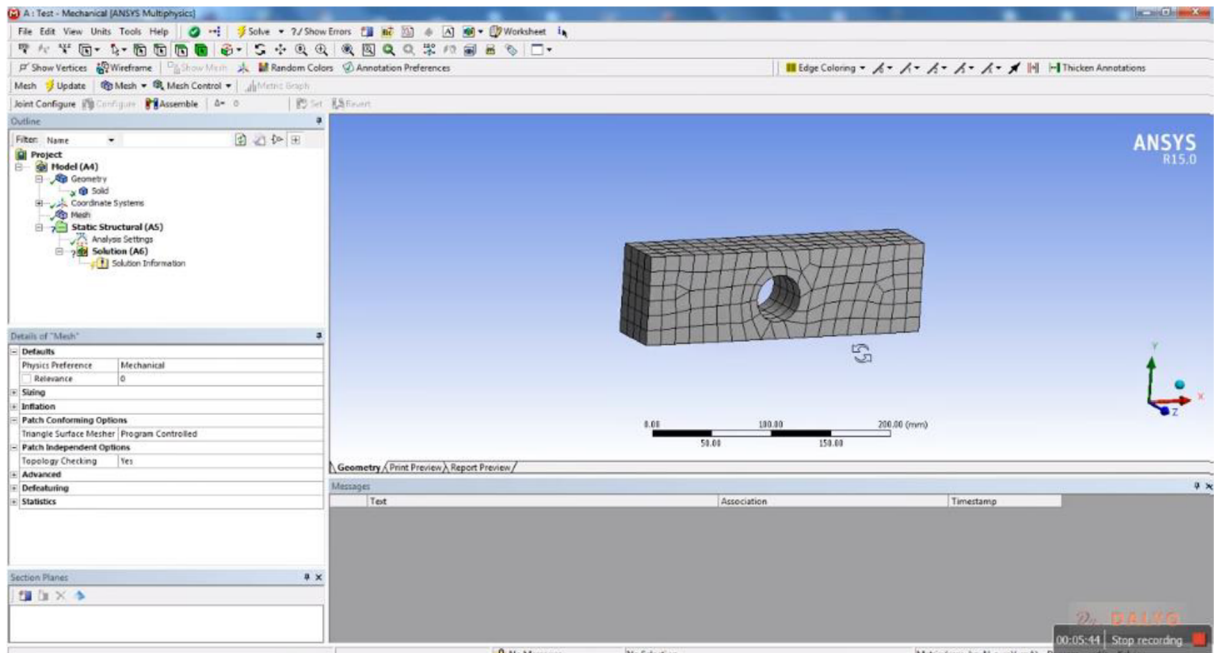 A : Test - Mechanical [ANSYS Multiphysics]
File Edit View Units Tools Help Solve ?/ Show Errors Worksheet
Show Vertices Wireframe Show Mesh Random Colors Annotation Preferences Edge Coloring Thicken Annotations
Mesh Update Mesh Mesh Control Metric Graph
Joint Configure Configure Assemble 0 Set Revert
Outline
Filter: Name
Project
Model (A4)
Geometry
Solid
Coordinate Systems
Mesh
Static Structural (A5)
Analysis Settings
Solution (A6)
Solution Information
ANSYS
R15.0
Y
X
Z
0.00 100.00 200.00 (mm)
50.00 150.00
Geometry Print Preview Report Preview
Details of "Mesh"
Defaults
Physics Preference Mechanical
Relevance 0
Sizing
Inflation
Patch Conforming Options
Triangle Surface Mesher Program Controlled
Patch Independent Options
Topology Checking Yes
Advanced
Defeaturing
Statistics
Messages
Text Association Timestamp
Section Planes
00:05:44 Stop recording